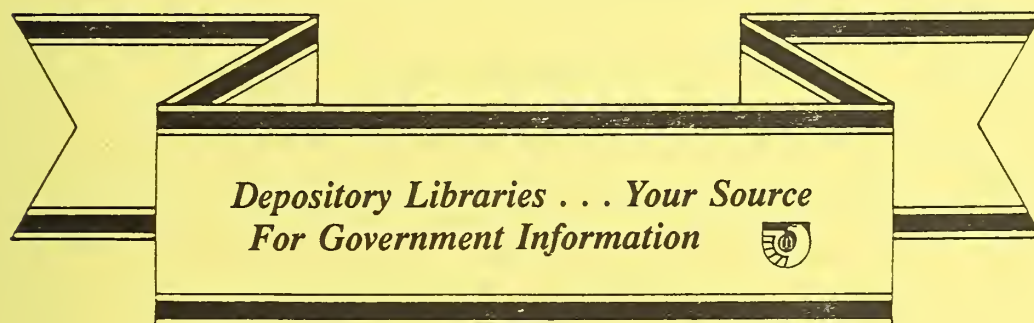 Depository Libraries . . . Your Source
For Government Information